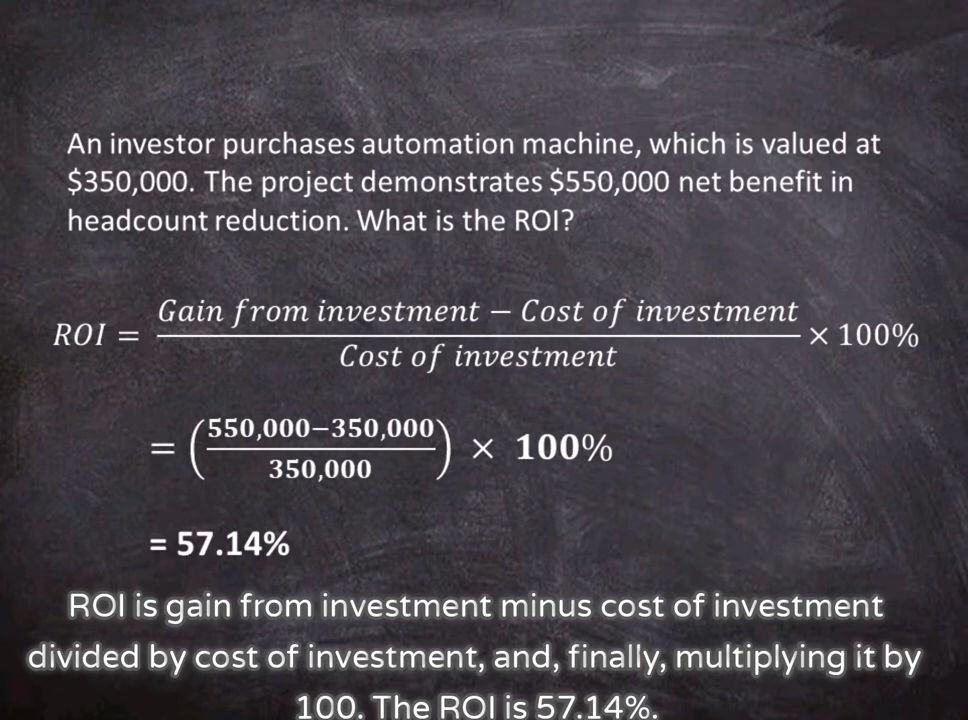 An investor purchases automation machine, which is valued at
$350,000. The project demonstrates $550,000 net benefit in
headcount reduction. What is the ROI?
ROI = \frac{Gain from investment − Cost of investment}{Cost of investment} × 100%
= (\frac{550,000−350,000}{350,000}) × 100%
= 57.14%
ROI is gain from investment minus cost of investment
divided by cost of investment, and, finally, multiplying it by
100. The ROI is 57.14%.